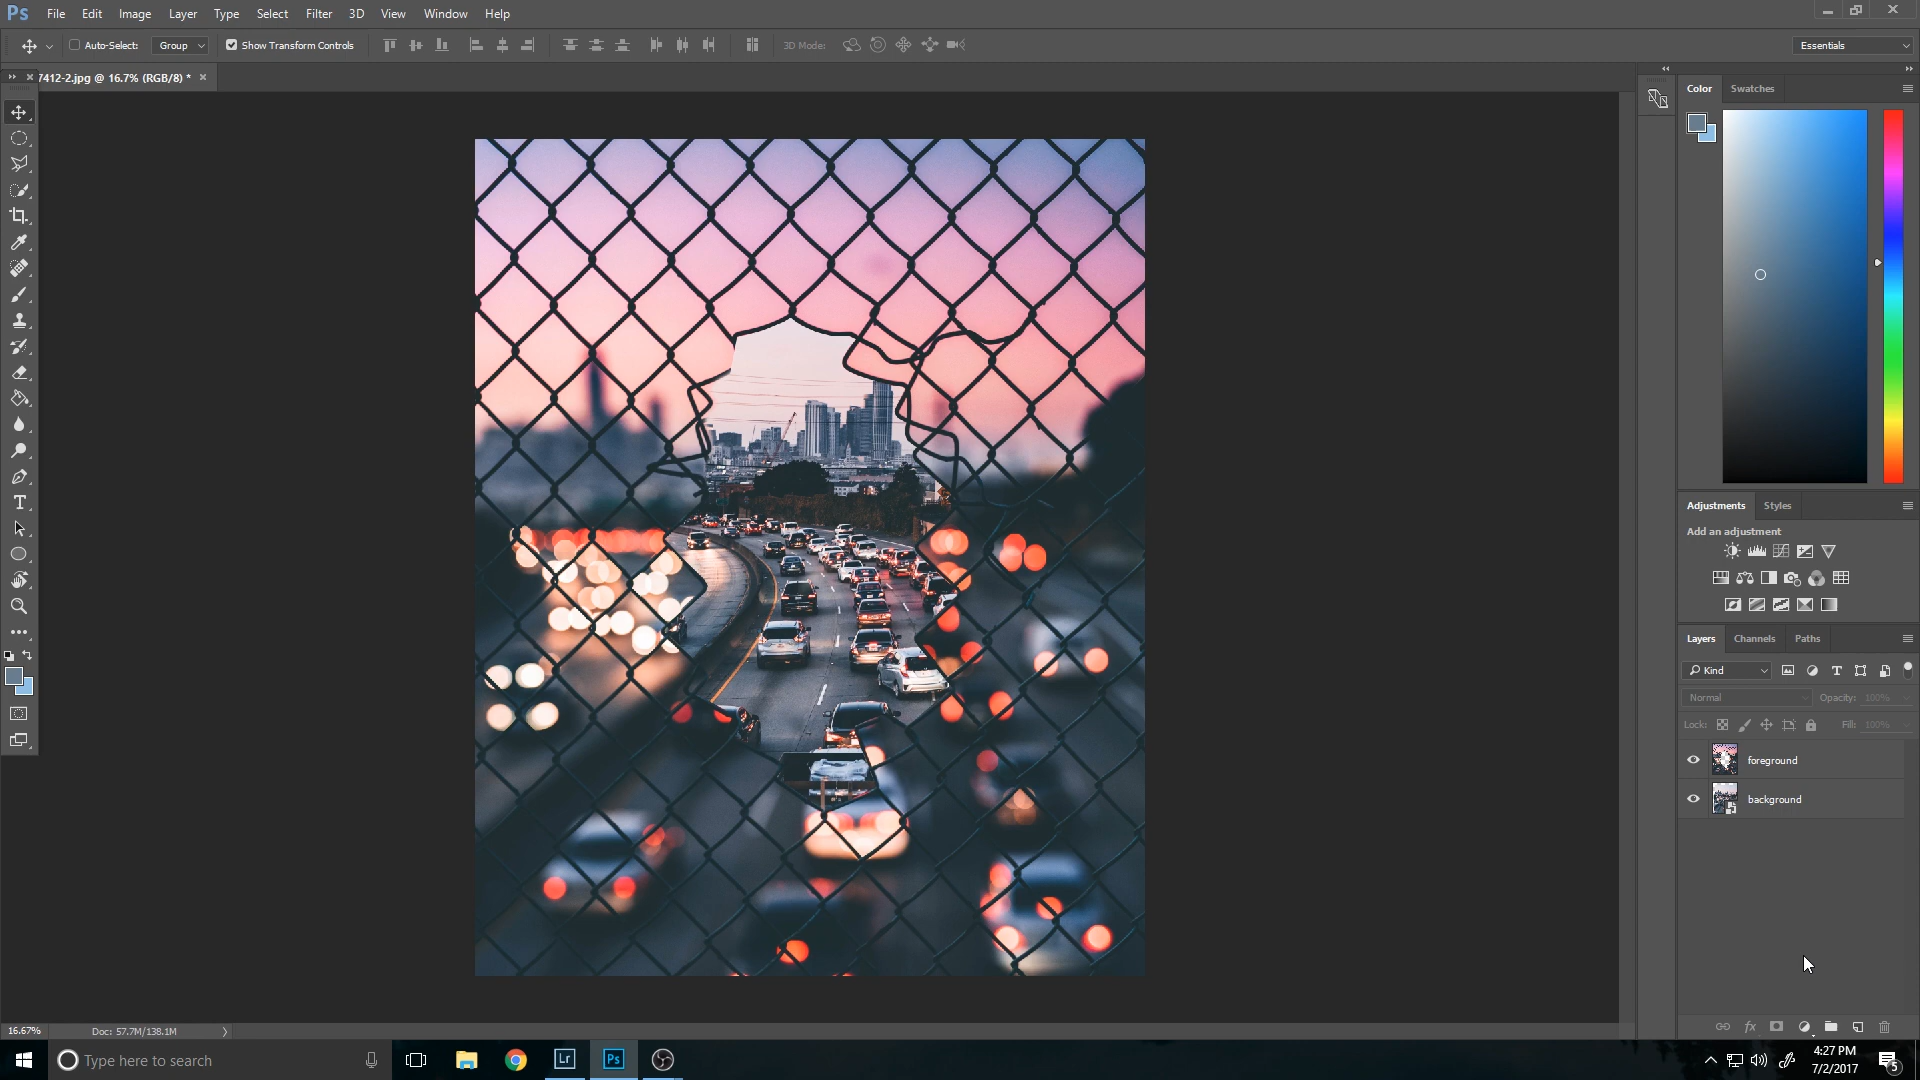 Ps File Edit Image Layer Type Select Filter 3D View Window Help
Auto-Select: Group Show Transform Controls 3D Mode: Essentials
7412-2.jpg @ 16.7% (RGB/8) *
Color Swatches
Adjustments Styles
Add an adjustment
Layers Channels Paths
Kind
Normal Opacity: 100%
Lock: Fill: 100%
foreground
background
16.67% Doc: 57.7M/138.1M
Type here to search
Lr
Ps
4:27 PM
7/2/2017
5